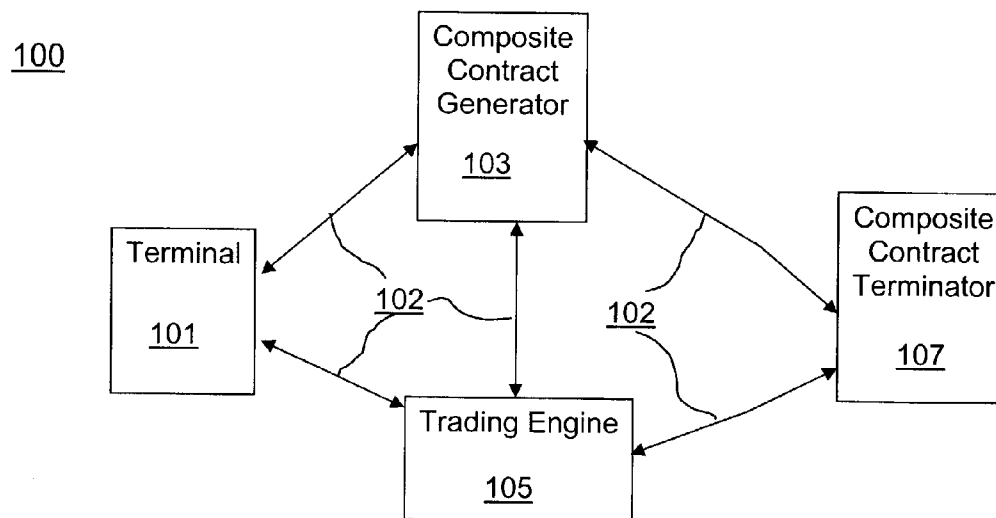 100
Composite
Contract
Generator
103
Terminal
101
102
102
Composite
Contract
Terminator
107
Trading Engine
105